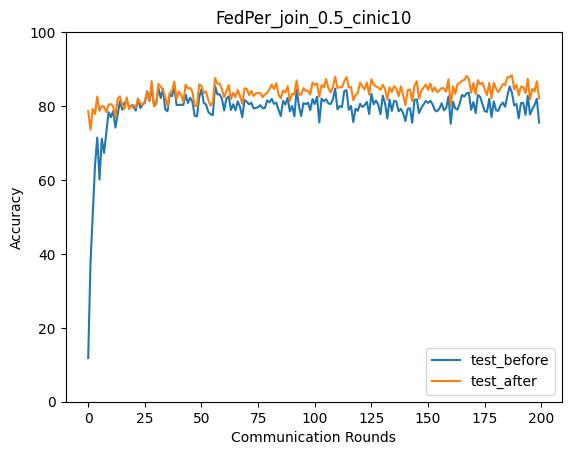 FedPer_join_0.5_cinic10
100
80
60
40
20
0
Accuracy
0 25 50 75 100 125 150 175 200
Communication Rounds
test_before
test_after